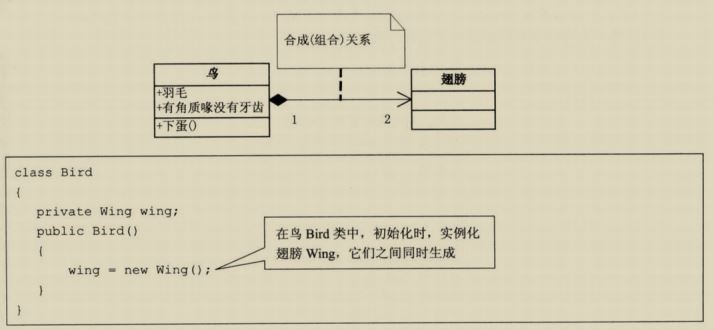 合成(组合)关系
鸟
+羽毛
+有角质喙没有牙齿
+下蛋()
1
2
翅膀
class Bird
{
private Wing wing;
public Bird()
{
wing = new Wing();
}
}
在鸟 Bird 类中，初始化时，实例化
翅膀 Wing，它们之间同时生成